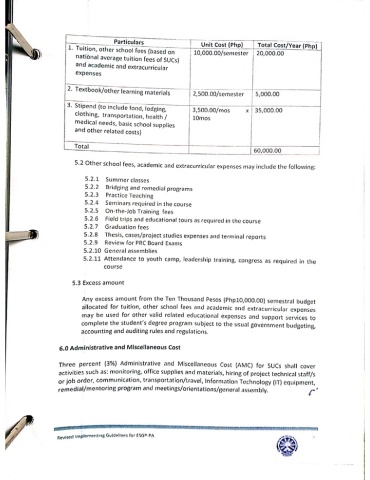 Particulars Unit Cost (Php) Total Cost/Year (Php)
1. Tuition, other school fees (based on 10,000.00/semester 20,000.00
national average tuition fees of SUCs)
and academic and extracurricular
expenses
2. Textbook/other learning materials 2,500.00/semester 5,000.00
3. Stipend (to include food, lodging, 3,500.00/mos x 35,000.00
clothing, transportation, health / 10mos
medical needs, basic school supplies
and other related costs)
Total 60,000.00
5.2 Other school fees, academic and extracurricular expenses may include the following:
5.2.1 Summer classes
5.2.2 Bridging and remedial programs
5.2.3 Practice Teaching
5.2.4 Seminars required in the course
5.2.5 On-the-Job Training fees
5.2.6 Field trips and educational tours as required in the course
5.2.7 Graduation fees
5.2.8 Thesis, cases/project studies expenses and terminal reports
5.2.9 Review for PRC Board Exams
5.2.10 General assemblies
5.2.11 Attendance to youth camp, leadership training, congress as required in the
course
5.3 Excess amount
Any excess amount from the Ten Thousand Pesos (Php10,000.00) semestral budget
allocated for tuition, other school fees and academic and extracurricular expenses
may be used for other valid related educational expenses and support services to
complete the student's degree program subject to the usual government budgeting,
accounting and auditing rules and regulations.
6.0 Administrative and Miscellaneous Cost
Three percent (3%) Administrative and Miscellaneous Cost (AMC) for SUCs shall cover
activities such as: monitoring, office supplies and materials, hiring of project technical staff/s
or job order, communication, transportation/travel, Information Technology (IT) equipment,
remedial/mentoring program and meetings/orientations/general assembly.
Revised Implementing Guidelines for ESGP-PA